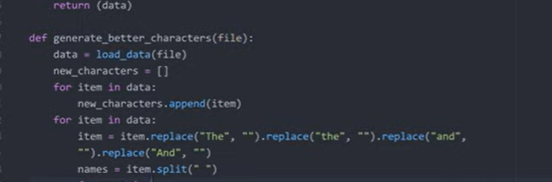 return (data)
def generate_better_characters(file):
data = load_data(file)
new_characters = []
for item in data:
new_characters.append(item)
for item in data:
item = item.replace("The", "").replace("the", "").replace("and",
"").replace("And", "")
names = item.split(" ")